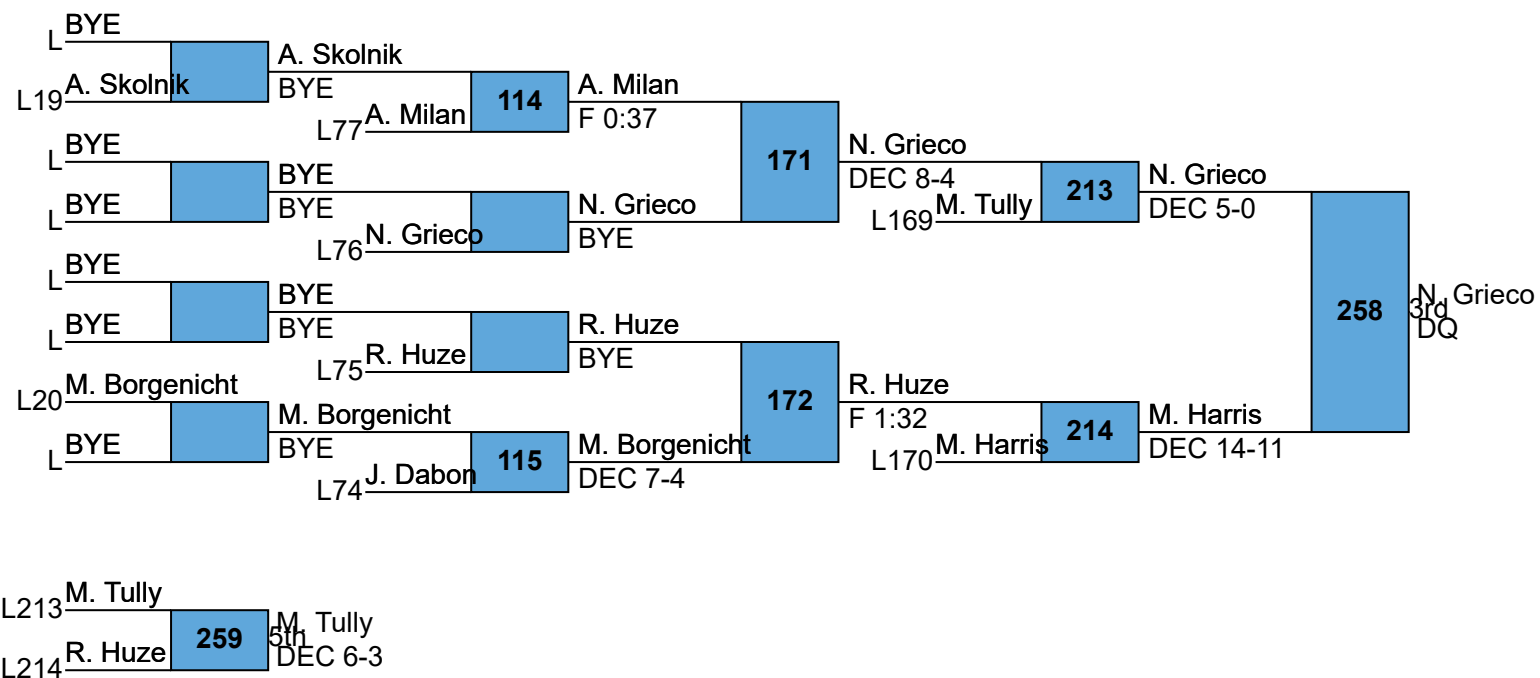 BYE
L
A. Skolnik
L19
A. Skolnik
BYE
114
A. Milan
L77
A. Milan
F 0:37
BYE
L
BYE
L
BYE
BYE
N. Grieco
L76
N. Grieco
BYE
171
N. Grieco
DEC 8-4
M. Tully
L169
213
N. Grieco
DEC 5-0
BYE
L
BYE
L
BYE
BYE
R. Huze
L75
R. Huze
BYE
M. Borgenicht
L20
BYE
L
M. Borgenicht
BYE
J. Dabon
L74
115
M. Borgenicht
DEC 7-4
172
R. Huze
F 1:32
M. Harris
L170
214
M. Harris
DEC 14-11
258
N. Grieco
3rd
DQ
M. Tully
L213
R. Huze
L214
259
M. Tully
5th
DEC 6-3